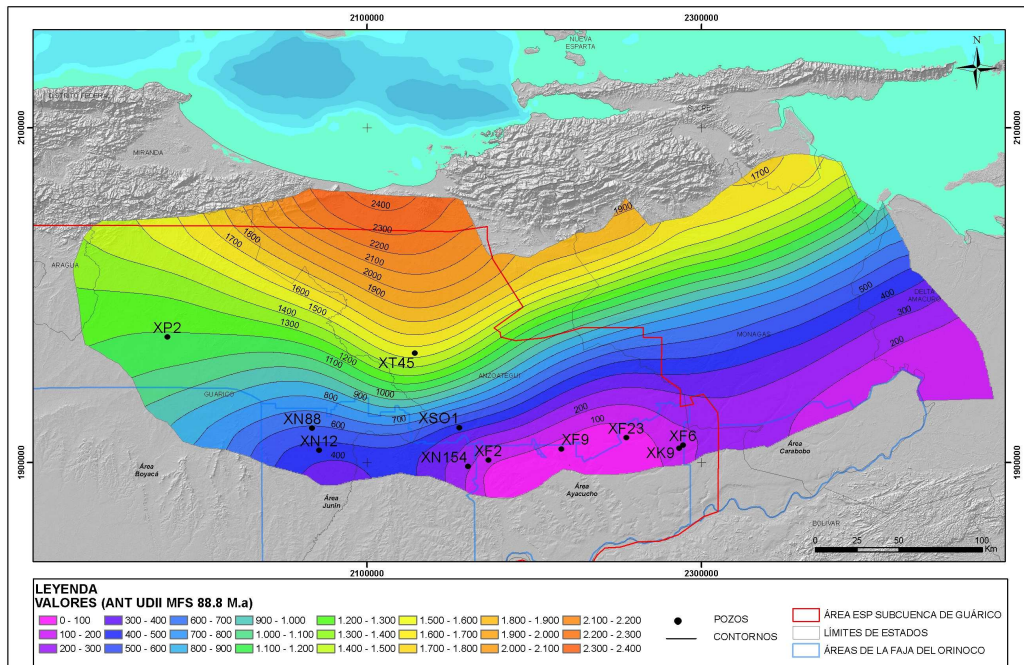 2100000
2300000
NUEVA
ESPARTA
N
DISTRITO FEDERAL
SUCRE
2100000
2100000
MIRANDA
1700
2400
1900
2300
1800
1700
2200
2100
ARAGUA
2000
500
1900
400
DELTA
AMACURO
1600
1500
300
1400
1300
XP2
MONAGAS
200
1200
XT45
1100
ANZOATEGUI
1000
GUARICO
900
800
700
200
XN88
600
XSO1
100
XF23
XN12
XF9
XF6
Área
Carabobo
400
XN154
XF2
XK9
1900000
1900000
Área
Boyacá
Área
Junín
Área
Ayacucho
BOLIVAR
0
25
50
100
Km
2100000
2300000
LEYENDA
VALORES (ANT UDII MFS 88.8 M.a)
0 - 100
300 - 400
600 - 700
900 - 1.000
1.200 - 1.300
1.500 - 1.600
1.800 - 1.900
2.100 - 2.200
100 - 200
400 - 500
700 - 800
1.000 - 1.100
1.300 - 1.400
1.600 - 1.700
1.900 - 2.000
2.200 - 2.300
200 - 300
500 - 600
800 - 900
1.100 - 1.200
1.400 - 1.500
1.700 - 1.800
2.000 - 2.100
2.300 - 2.400
POZOS
CONTORNOS
ÁREA ESP SUBCUENCA DE GUÁRICO
LÍMITES DE ESTADOS
ÁREAS DE LA FAJA DEL ORINOCO